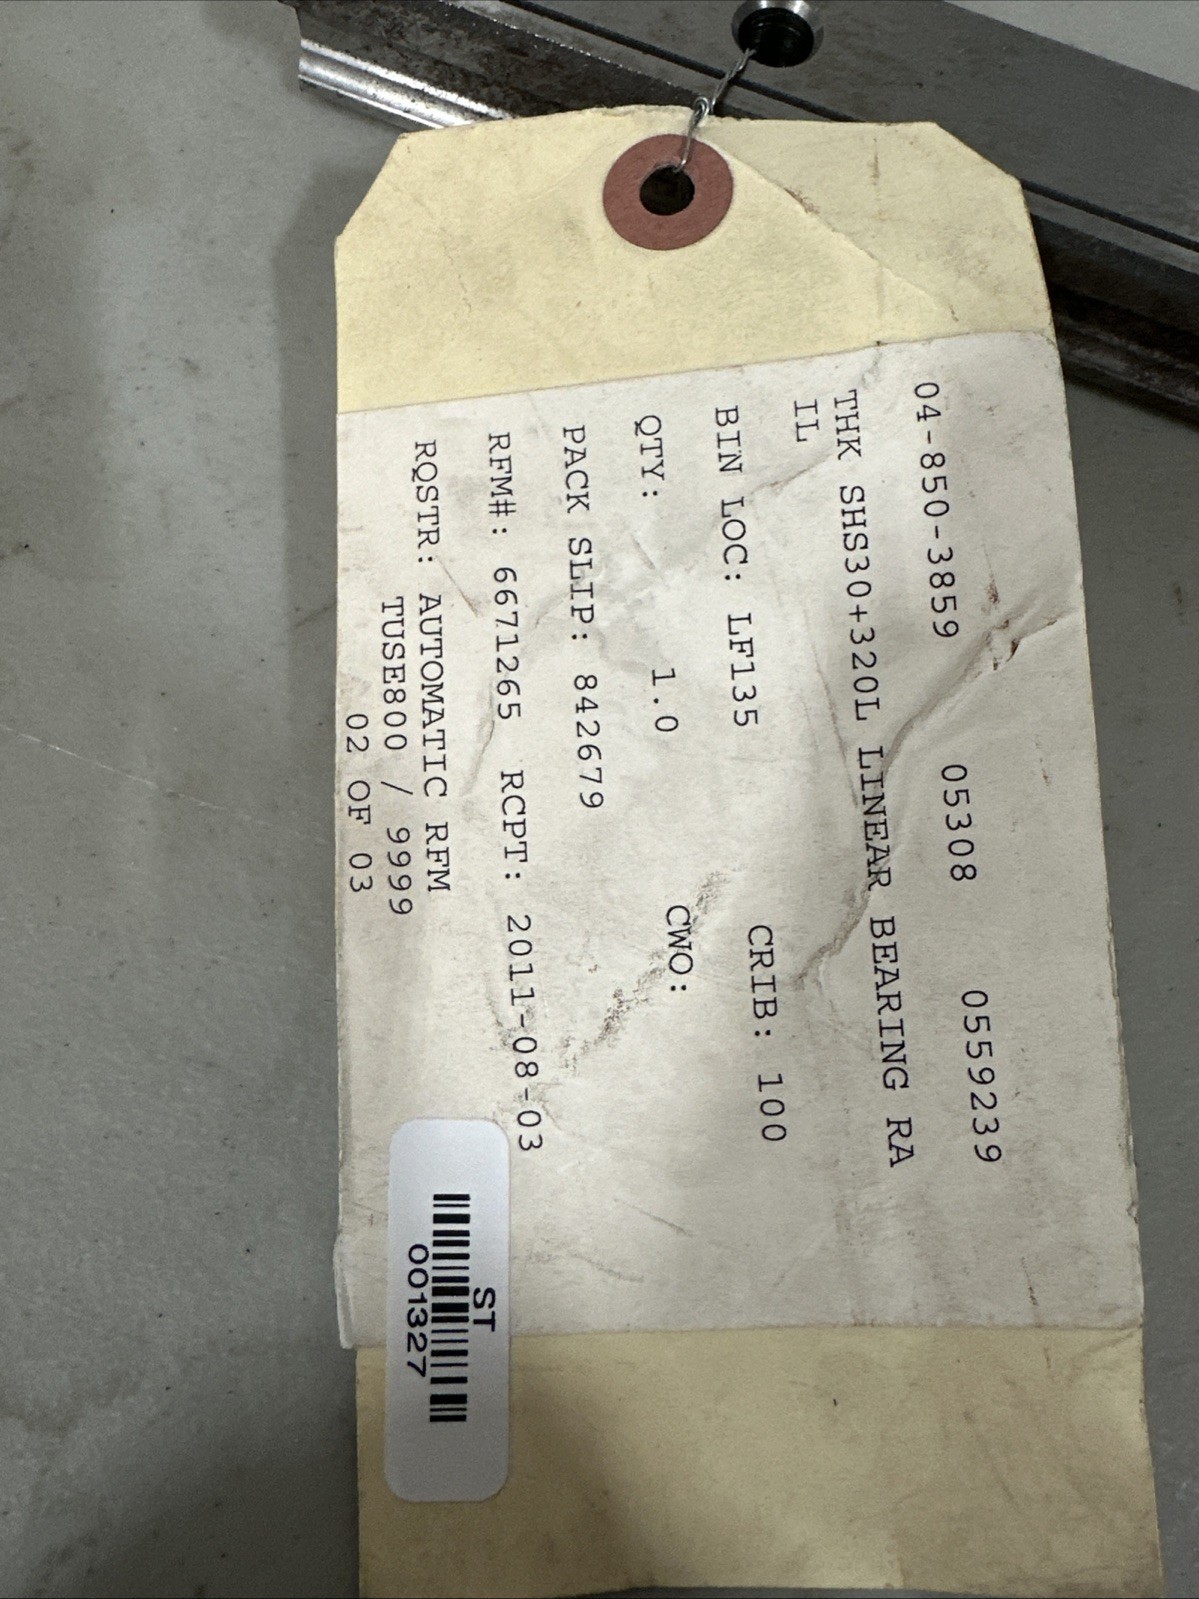 04-850-3859 05308 0559239
THK SHS30+320L LINEAR BEARING RA
IL
BIN LOC: LF135 CRIB: 100
QTY: 1.0 CWO:
PACK SLIP: 842679
RFM#: 6671265 RCPT: 2011-08-03
RQSTR: AUTOMATIC RFM
TUSE800 / 9999
02 OF 03
ST
001327